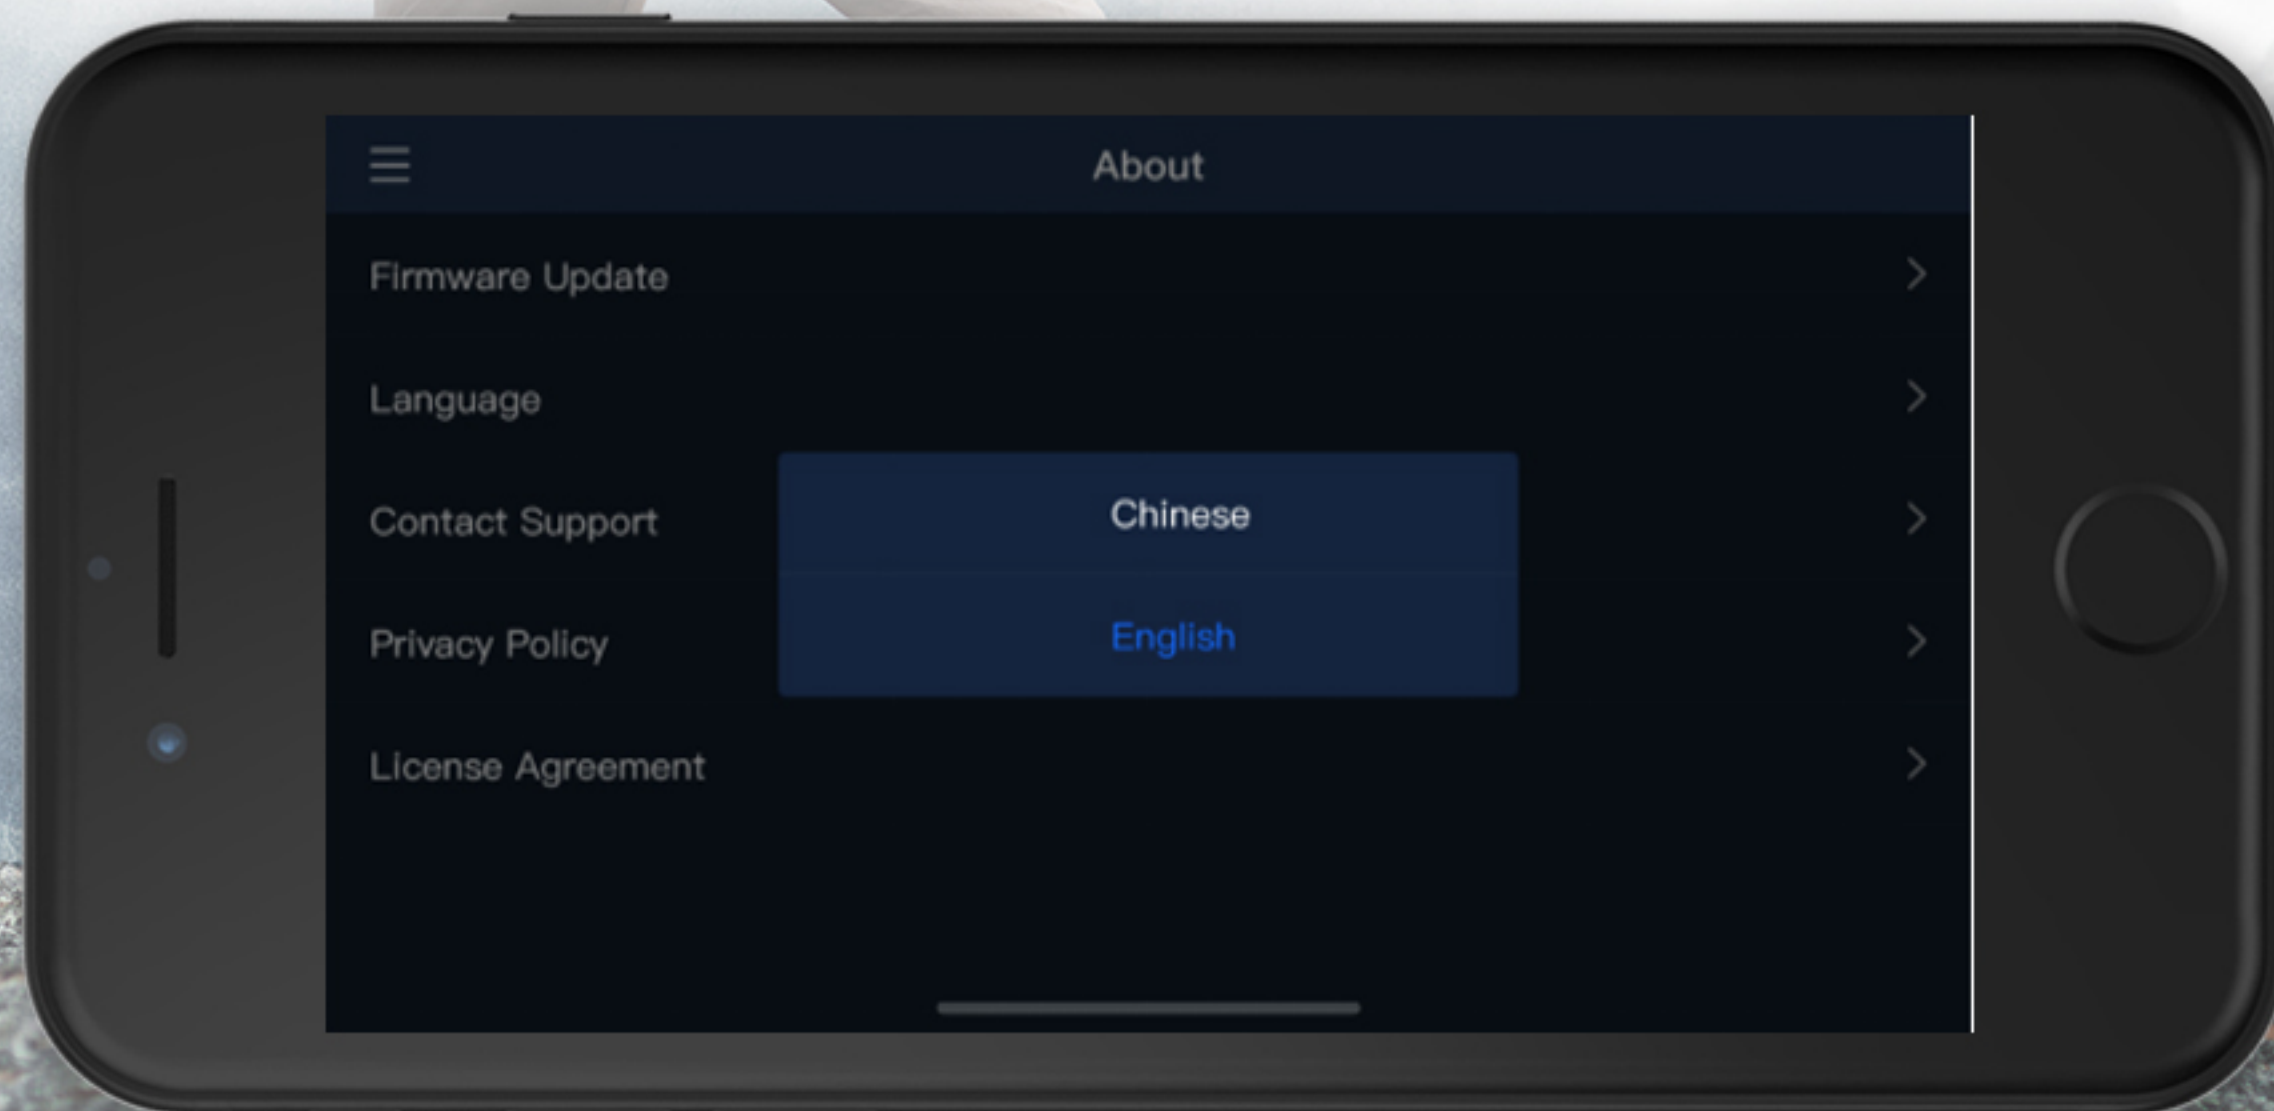 About
Firmware Update
Language
Contact Support
Chinese
Privacy Policy
English
License Agreement